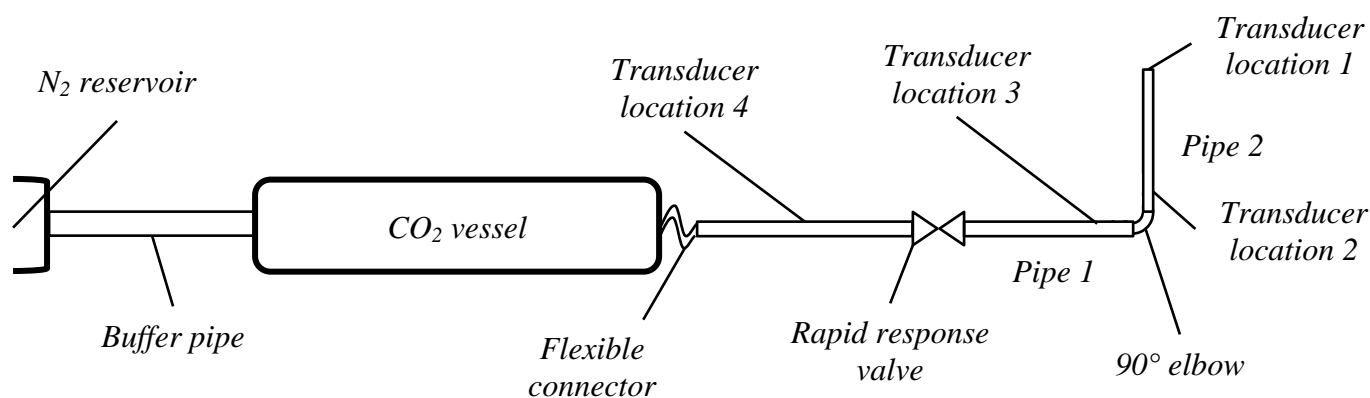 N2 reservoir
Buffer pipe
CO2 vessel
Flexible
connector
Transducer
location 4
Rapid response
valve
Transducer
location 3
Pipe 1
90° elbow
Transducer
location 1
Pipe 2
Transducer
location 2